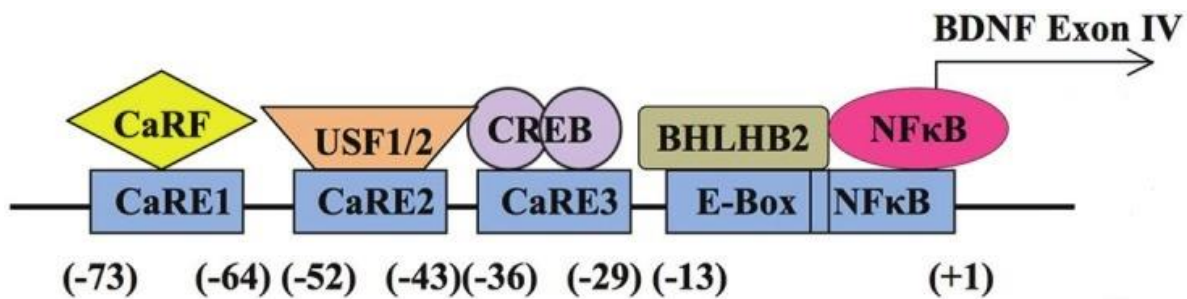 BDNF Exon IV
CaRF USF1/2 CREB BHLHB2 NFκB
CaRE1 CaRE2 CaRE3 E-Box NFκB
(-73) (-64) (-52) (-43) (-36) (-29) (-13) (+1)